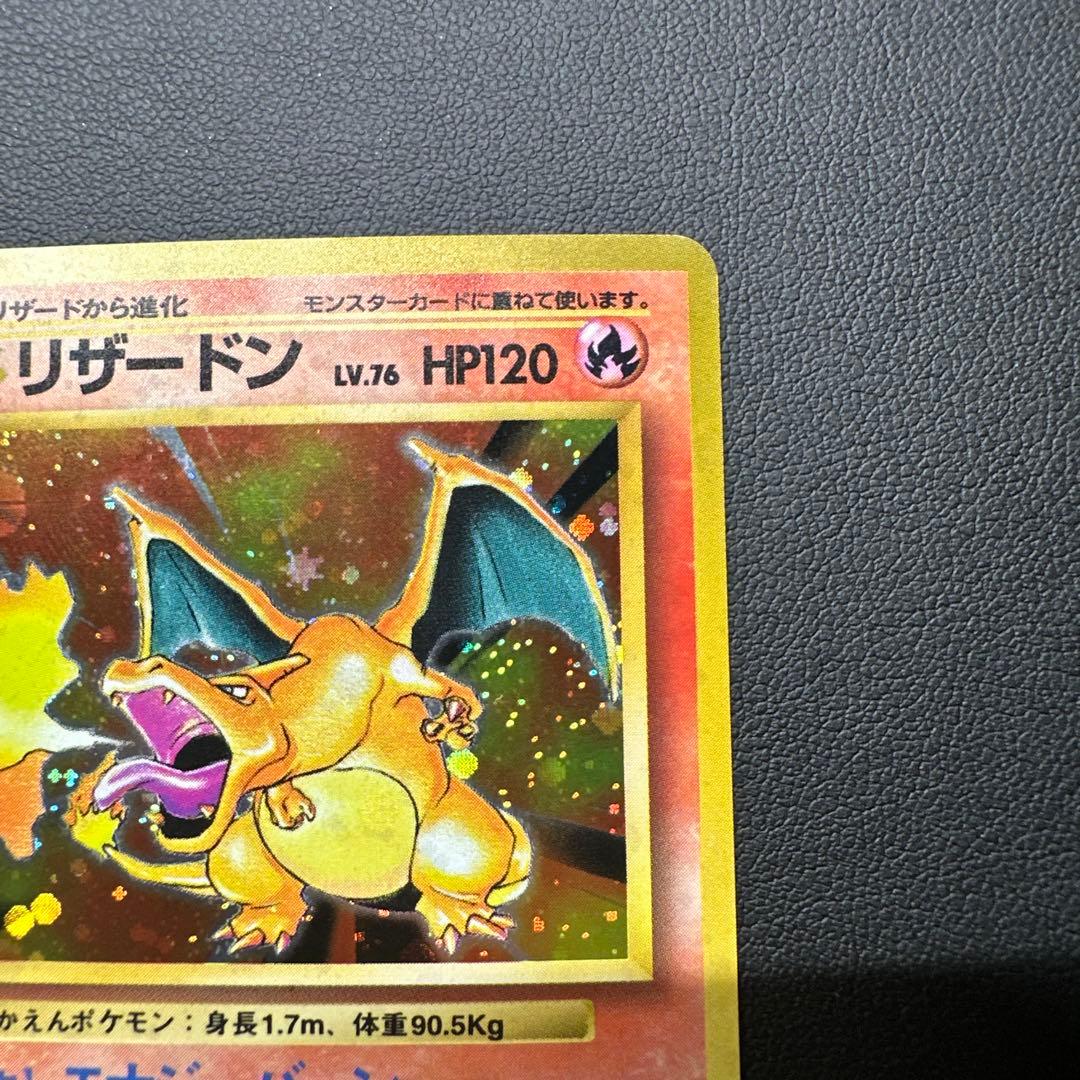 リザードから進化
モンスターカードに重ねて使います。
リザードン LV.76 HP120
かえんポケモン：身長1.7m、体重90.5Kg